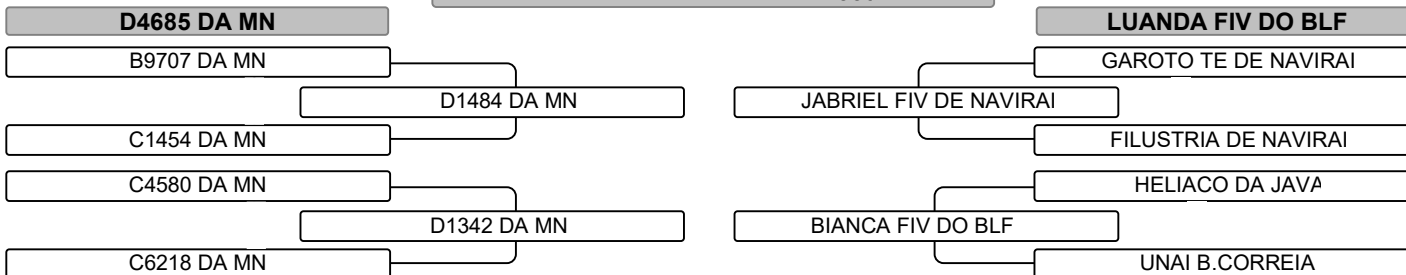 D4685 DA MN
LUANDA FIV DO BLF
B9707 DA MN
GAROTO TE DE NAVIRAI
D1484 DA MN
JABRIEL FIV DE NAVIRAI
C1454 DA MN
FILUSTRIA DE NAVIRAI
C4580 DA MN
HELIACO DA JAVA
D1342 DA MN
BIANCA FIV DO BLF
C6218 DA MN
UNAI B.CORREIA